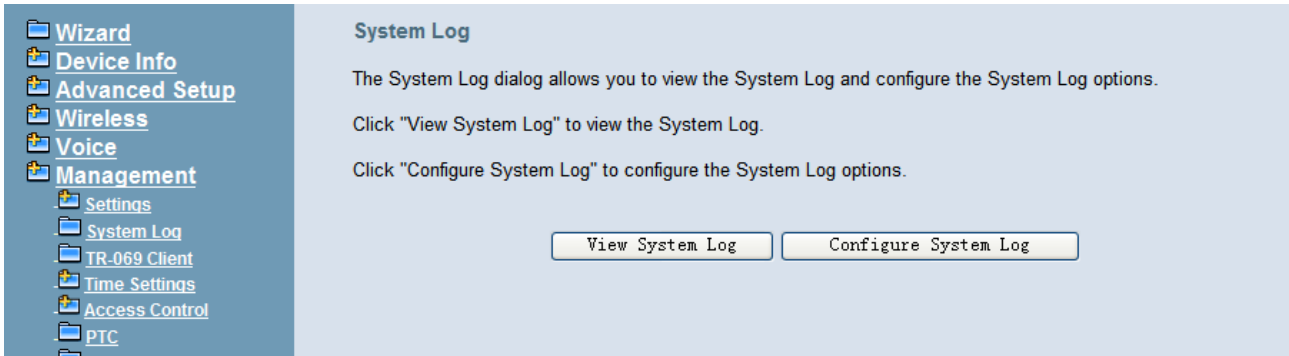 Wizard
Device Info
Advanced Setup
Wireless
Voice
Management
Settings
System Log
TR-069 Client
Time Settings
Access Control
PTC
System Log
The System Log dialog allows you to view the System Log and configure the System Log options.
Click "View System Log" to view the System Log.
Click "Configure System Log" to configure the System Log options.
View System Log
Configure System Log